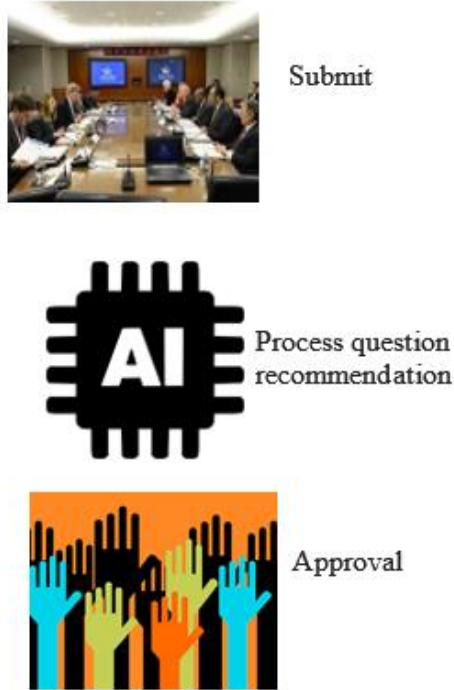 Submit
AI
Process question
recommendation
Approval